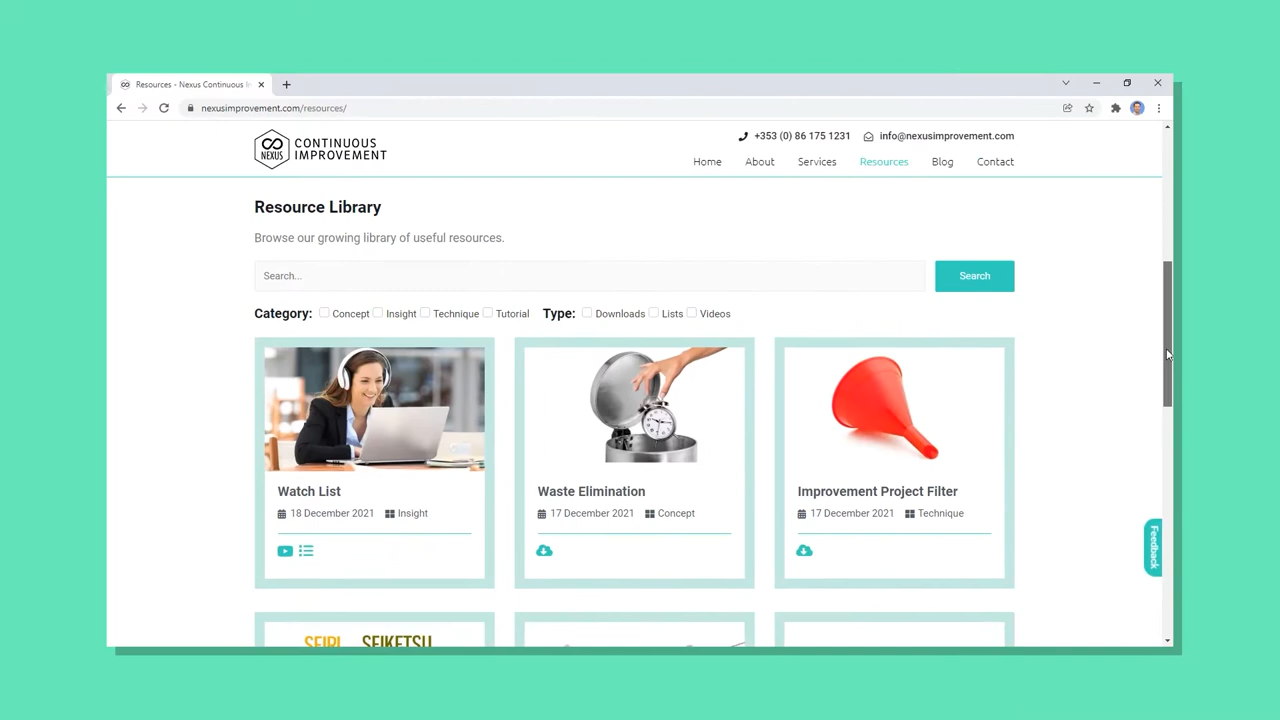 Resources - Nexus Continuous
nexusimprovement.com/resources/
NEXUS
CONTINUOUS
IMPROVEMENT
+353 (0) 86 175 1231 info@nexusimprovement.com
Home About Services Resources Blog Contact
Resource Library
Browse our growing library of useful resources.
Search... Search
Category: Concept Insight Technique Tutorial Type: Downloads Lists Videos
Watch List
18 December 2021 Insight
Waste Elimination
17 December 2021 Concept
Improvement Project Filter
17 December 2021 Technique
Feedback
SEIRI SEIKETSU